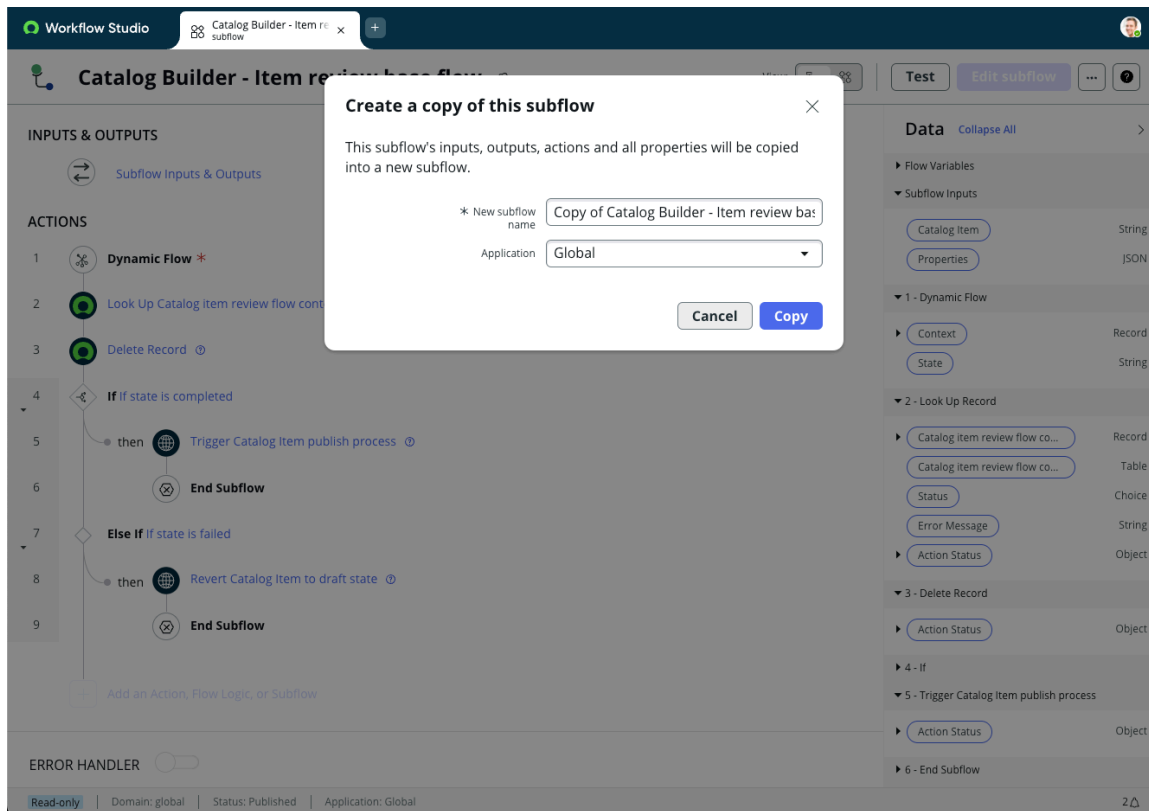 Workflow Studio
Catalog Builder - Item re
subflow
Catalog Builder - Item review base flow
Test
Edit subflow
Create a copy of this subflow
This subflow's inputs, outputs, actions and all properties will be copied
into a new subflow.
* New subflow
name
Copy of Catalog Builder - Item review bas
Application
Global
Cancel
Copy
INPUTS & OUTPUTS
Subflow Inputs & Outputs
ACTIONS
1 Dynamic Flow *
2 Look Up Catalog item review flow cont
3 Delete Record
4 If If state is completed
5 then Trigger Catalog Item publish process
6 End Subflow
7 Else If If state is failed
8 then Revert Catalog Item to draft state
9 End Subflow
Add an Action, Flow Logic, or Subflow
ERROR HANDLER
Data Collapse All
Flow Variables
Subflow Inputs
Catalog Item String
Properties JSON
1 - Dynamic Flow
Context Record
State String
2 - Look Up Record
Catalog item review flow co... Record
Catalog item review flow co... Table
Status Choice
Error Message String
Action Status Object
3 - Delete Record
Action Status Object
4 - If
5 - Trigger Catalog Item publish process
Action Status Object
6 - End Subflow
Read-only | Domain: global | Status: Published | Application: Global
2